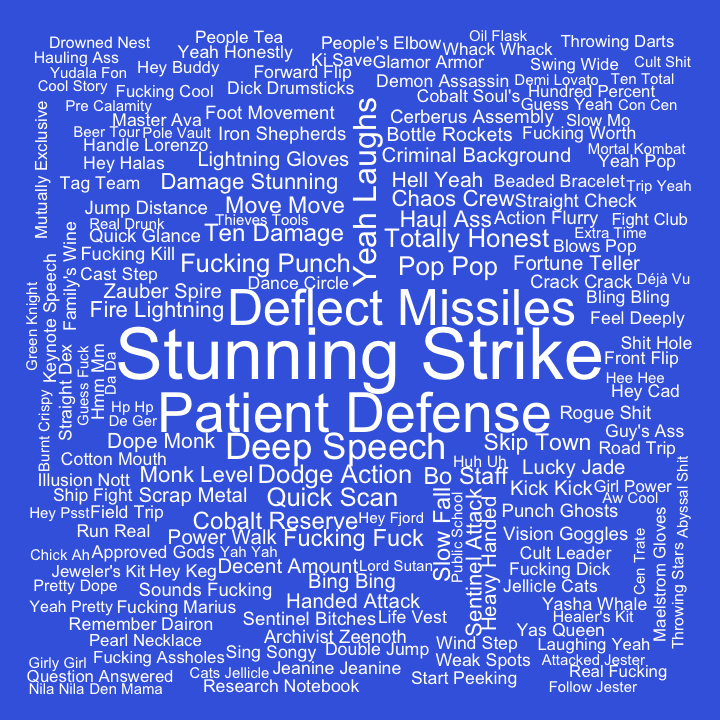 Drowned Nest
People Tea
People's Elbow
Oil Flask
Throwing Darts
Hauling Ass
Yeah Honestly
Whack Whack
Yudala Fon
Hey Buddy
Ki Save
Glamor Armor
Swing Wide
Cult Shit
Cool Story
Forward Flip
Demon Assassin
Demi Lovato
Ten Total
Fucking Cool
Dick Drumsticks
Cobalt Soul's
Hundred Percent
Pre Calamity
Foot Movement
Guess Yeah
Con Cen
Master Ava
Cerberus Assembly
Slow Mo
Beer Tour
Pole Vault
Iron Shepherds
Bottle Rockets
Fucking Worth
Handle Lorenzo
Mortal Kombat
Hey Halas
Lightning Gloves
Criminal Background
Yeah Pop
Mutually Exclusive
Yeah Laughs
Tag Team
Damage Stunning
Hell Yeah
Beaded Bracelet
Trip Yeah
Jump Distance
Move Move
Chaos Crew
Straight Check
Real Drunk
Thieves Tools
Haul Ass
Action Flurry
Fight Club
Quick Glance
Ten Damage
Totally Honest
Extra Time
Blows Pop
Fucking Kill
Fucking Punch
Pop Pop
Fortune Teller
Family's Wine
Cast Step
Dance Circle
Crack Crack
Déjà Vu
Zauber Spire
Bling Bling
Fire Lightning
Deflect Missiles
Feel Deeply
Green Knight
Keynote Speech
Stunning Strike
Shit Hole
Front Flip
Straight Dex
Guess Fuck
Hmm Mm
Da Da
Hee Hee
Hey Cad
Hp Hp
De Ger
Patient Defense
Rogue Shit
Burnt Crispy
Dope Monk
Deep Speech
Skip Town
Guy's Ass
Road Trip
Cotton Mouth
Huh Uh
Lucky Jade
Illusion Nott
Monk Level
Dodge Action
Bo Staff
Kick Kick
Girl Power
Ship Fight
Scrap Metal
Quick Scan
Aw Cool
Abyssal Shit
Hey Psst
Field Trip
Cobalt Reserve
Hey Fjord
Slow Fall
Public School
Sentinel Attack
Heavy Handed
Punch Ghosts
Run Real
Power Walk
Fucking Fuck
Vision Goggles
Chick Ah
Approved Gods
Yah Yah
Cult Leader
Jeweler's Kit
Hey Keg
Decent Amount
Lord Sutan
Fucking Dick
Cen Trate
Maelstrom Gloves
Throwing Stars
Pretty Dope
Sounds Fucking
Bing Bing
Jellicle Cats
Yeah Pretty
Fucking Marius
Handed Attack
Yasha Whale
Remember Dairon
Sentinel Bitches
Life Vest
Healer's Kit
Pearl Necklace
Archivist Zeenoth
Yas Queen
Wind Step
Laughing Yeah
Girly Girl
Fucking Assholes
Sing Songy
Double Jump
Weak Spots
Attacked Jester
Question Answered
Cats Jellicle
Jeanine Jeanine
Start Peeking
Real Fucking
Nila Nila
Den Mama
Research Notebook
Follow Jester